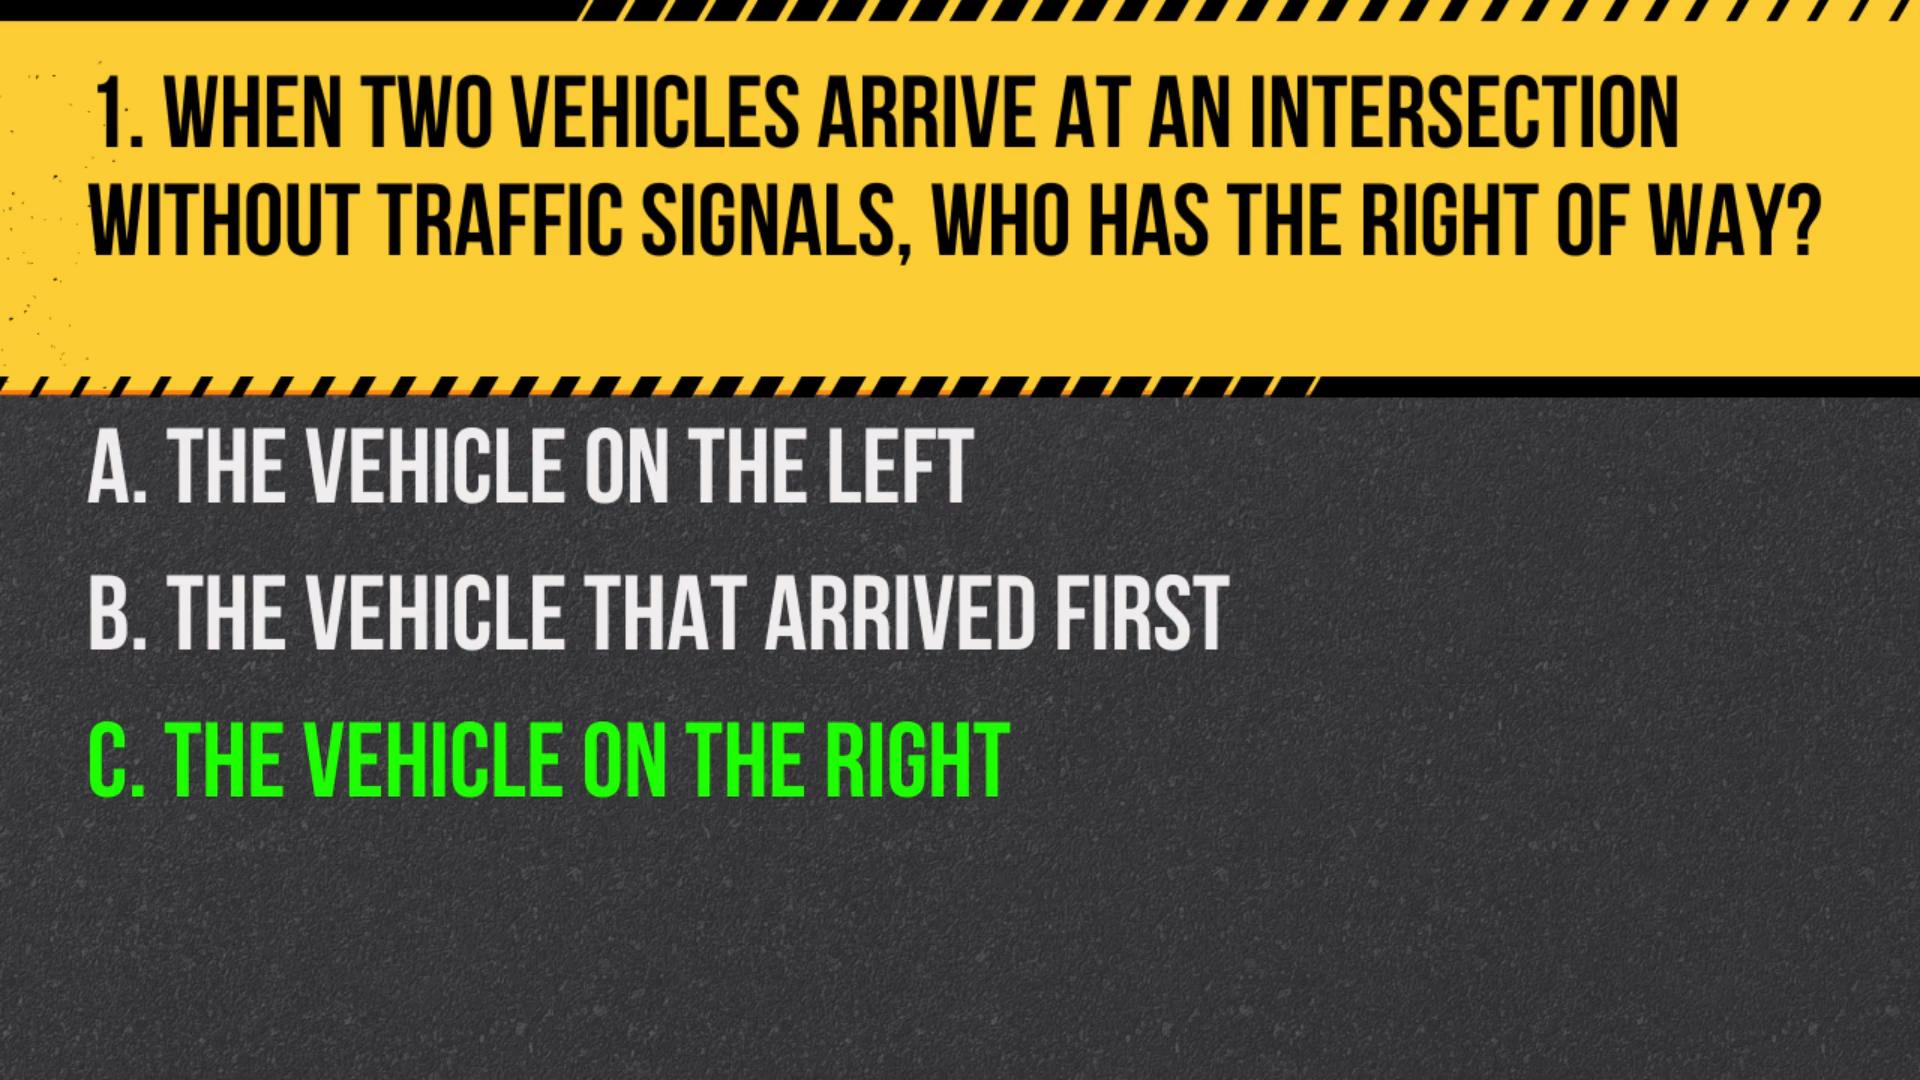 1. WHEN TWO VEHICLES ARRIVE AT AN INTERSECTION
WITHOUT TRAFFIC SIGNALS, WHO HAS THE RIGHT OF WAY?
A. THE VEHICLE ON THE LEFT
B. THE VEHICLE THAT ARRIVED FIRST
C. THE VEHICLE ON THE RIGHT